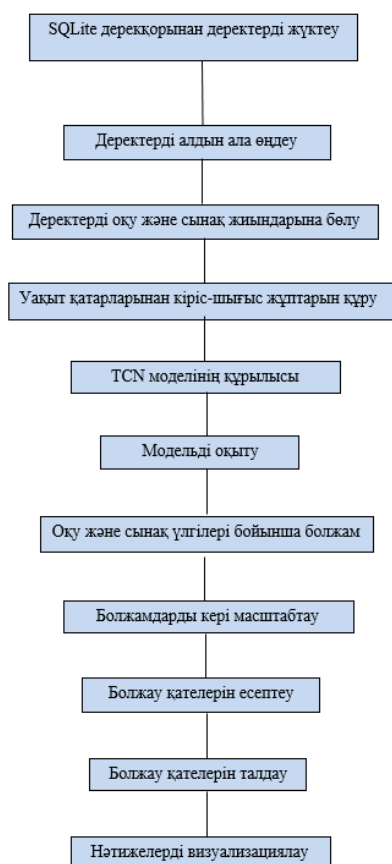 SQLite дерекқорынан деректерді жүктеу
Деректерді алдын ала өңдеу
Деректерді оқу және сынақ жиындарына бөлу
Уақыт қатарларынан кіріс-шығыс жұптарын құру
TCN моделінің құрылысы
Модельді оқыту
Оқу және сынақ үлгілері бойынша болжам
Болжамдарды кері масштабтау
Болжау қателерін есептеу
Болжау қателерін талдау
Нәтижелерді визуализациялау